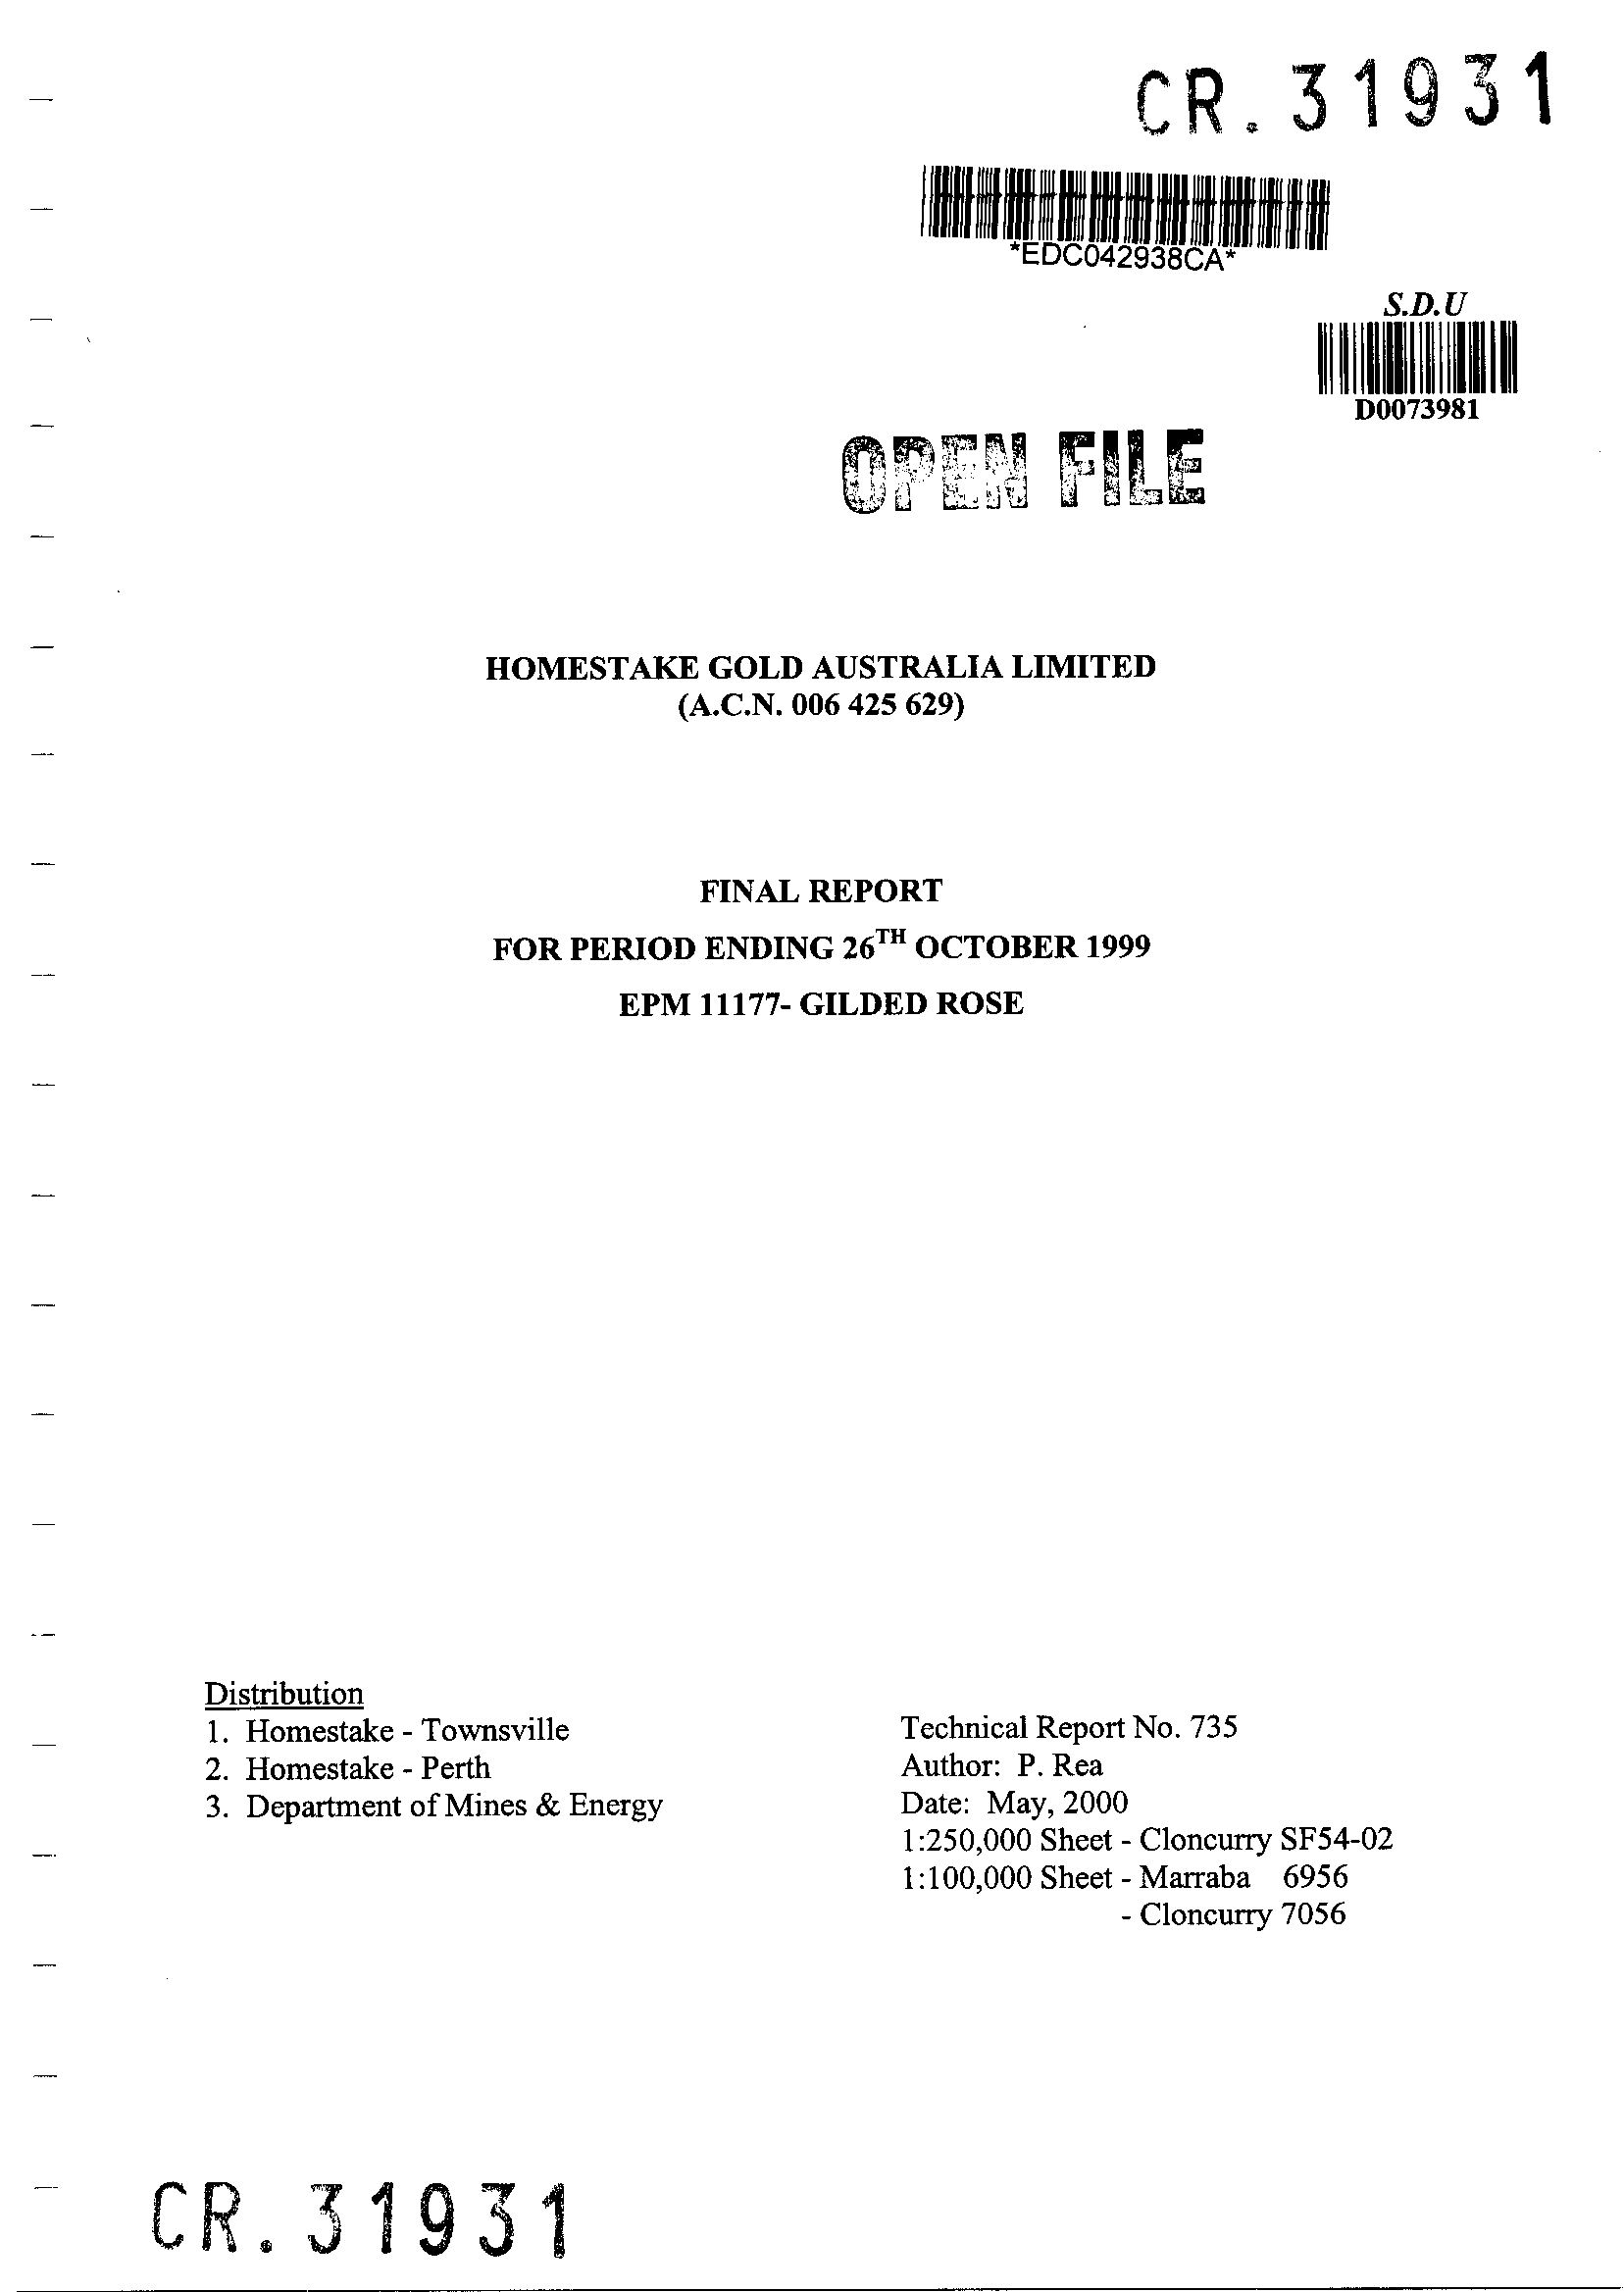 CR. 31931
*EDC042938CA*
S.D.U
D0073981
OPEN FILE
HOMESTAKE GOLD AUSTRALIA LIMITED
(A.C.N. 006 425 629)
FINAL REPORT
FOR PERIOD ENDING 26TH OCTOBER 1999
EPM 11177- GILDED ROSE
Distribution
1. Homestake - Townsville
2. Homestake - Perth
3. Department of Mines & Energy
Technical Report No. 735
Author: P. Rea
Date: May, 2000
1:250,000 Sheet - Cloncurry SF54-02
1:100,000 Sheet - Marraba 6956
- Cloncurry 7056
CR. 31931